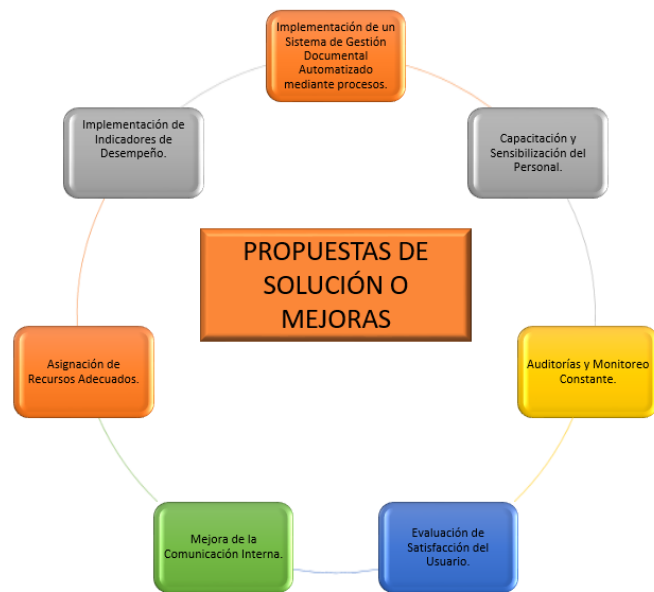 Implementación de un
Sistema de Gestión
Documental
Automatizado
mediante procesos.
Capacitación y
Sensibilización del
Personal.
Auditorías y Monitoreo
Constante.
Evaluación de
Satisfacción del
Usuario.
Mejora de la
Comunicación Interna.
Asignación de
Recursos Adecuados.
Implementación de
Indicadores de
Desempeño.
PROPUESTAS DE
SOLUCIÓN O
MEJORAS